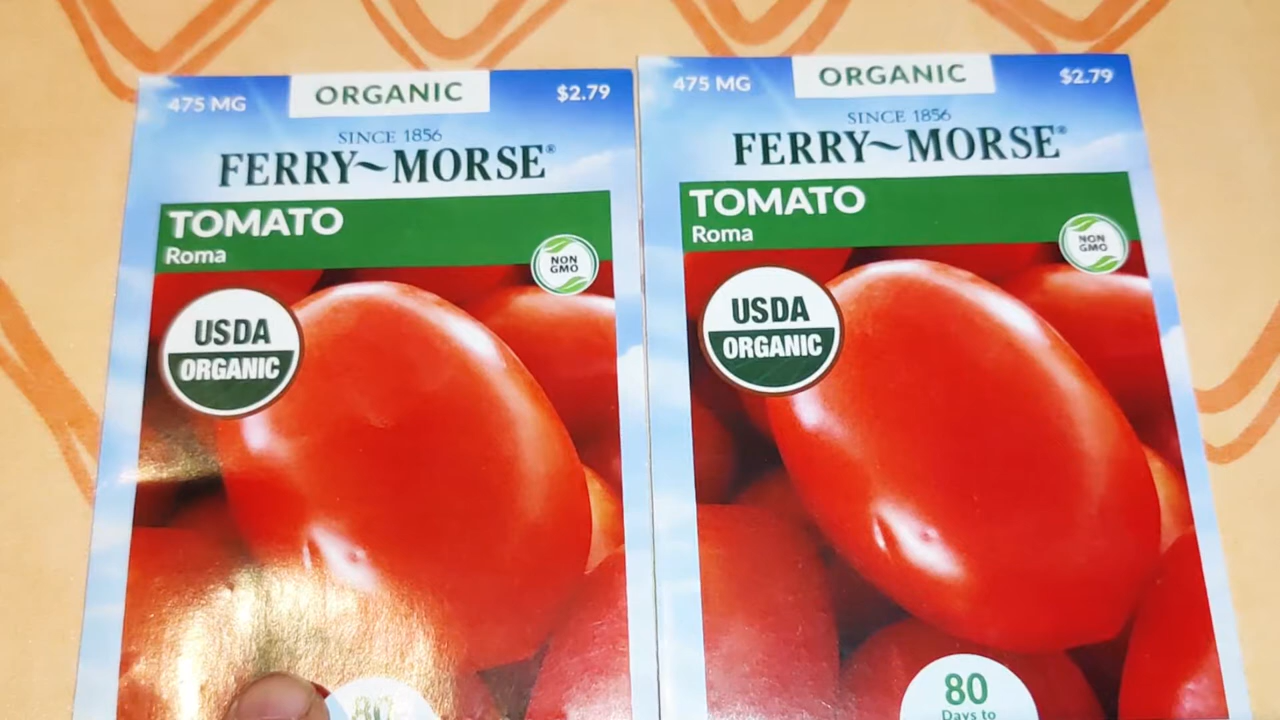 475 MG
ORGANIC
$2.79
SINCE 1856
FERRY~MORSE®
TOMATO
Roma
NON
GMO
USDA
ORGANIC
475 MG
ORGANIC
$2.79
SINCE 1856
FERRY~MORSE®
TOMATO
Roma
NON
GMO
USDA
ORGANIC
80
Days to